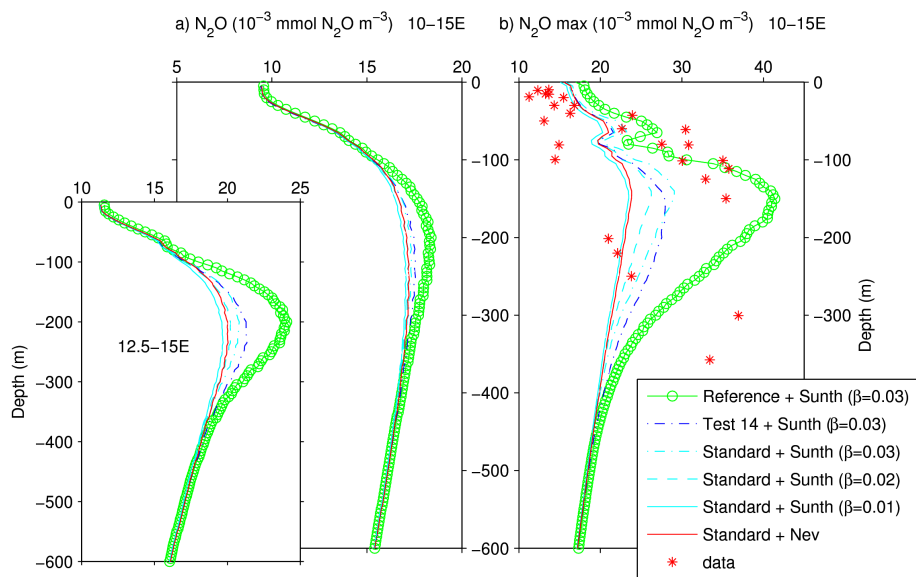 a) N₂O (10⁻³ mmol N₂O m⁻³) 10−15E
b) N₂O max (10⁻³ mmol N₂O m⁻³) 10−15E
5 10 15 20
10 20 30 40
0
−100
−200
−300
−400
−500
−600
0
−100
−200
−300
Depth (m)
10 15 20 25
0
−100
−200
−300
−400
−500
−600
Depth (m)
12.5−15E
Reference + Sunth (β=0.03)
Test 14 + Sunth (β=0.03)
Standard + Sunth (β=0.03)
Standard + Sunth (β=0.02)
Standard + Sunth (β=0.01)
Standard + Nev
data